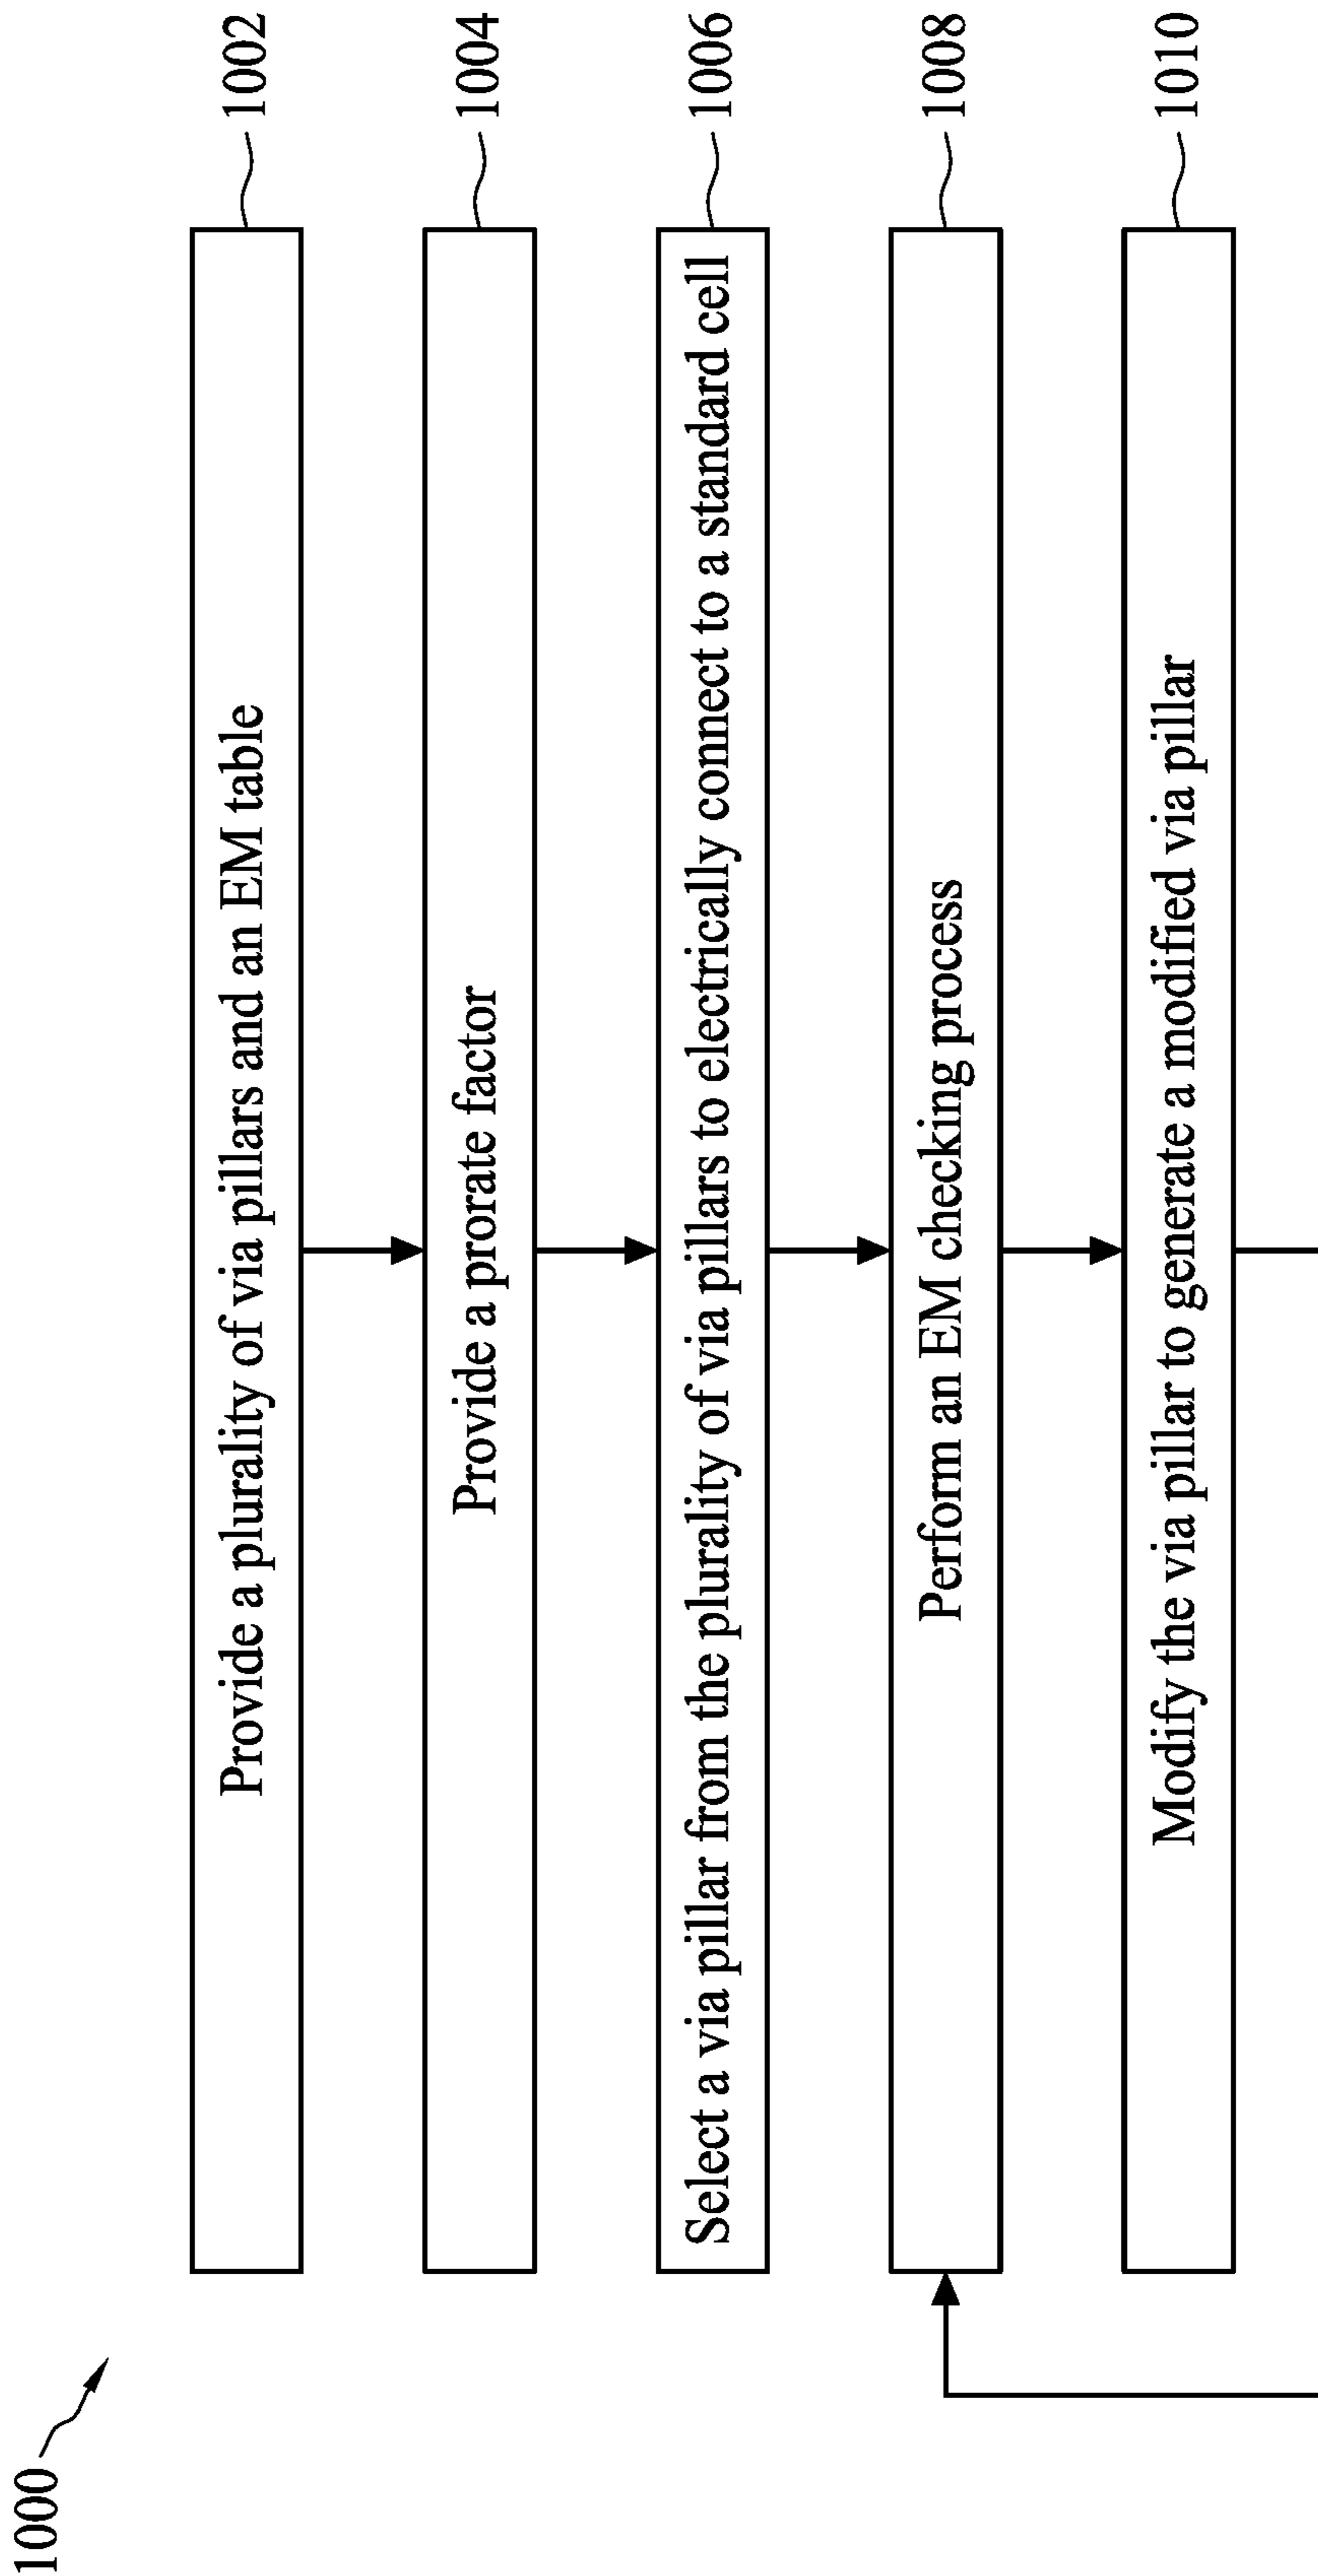 1000
Provide a plurality of via pillars and an EM table
1002
Provide a prorate factor
1004
Select a via pillar from the plurality of via pillars to electrically connect to a standard cell
1006
Perform an EM checking process
1008
Modify the via pillar to generate a modified via pillar
1010